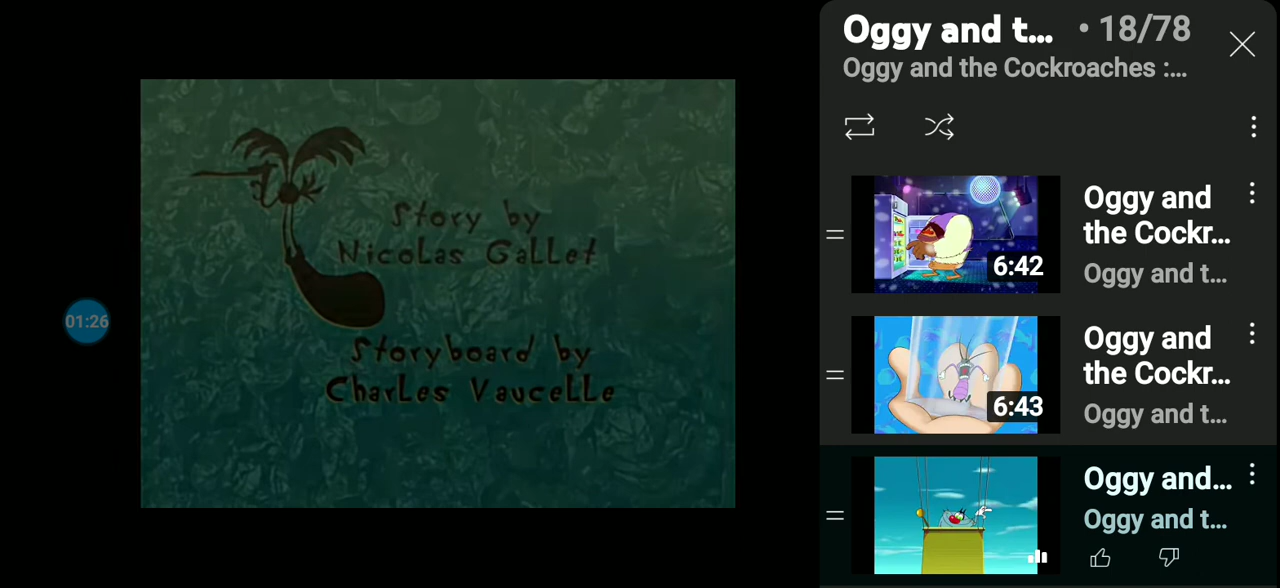 Oggy and t... • 18/78
Oggy and the Cockroaches :...
Story by
Nicolas Gallet
Storyboard by
Charles Vaucelle
01:26
Oggy and
the Cockr...
Oggy and t...
6:42
Oggy and
the Cockr...
Oggy and t...
6:43
Oggy and...
Oggy and t...